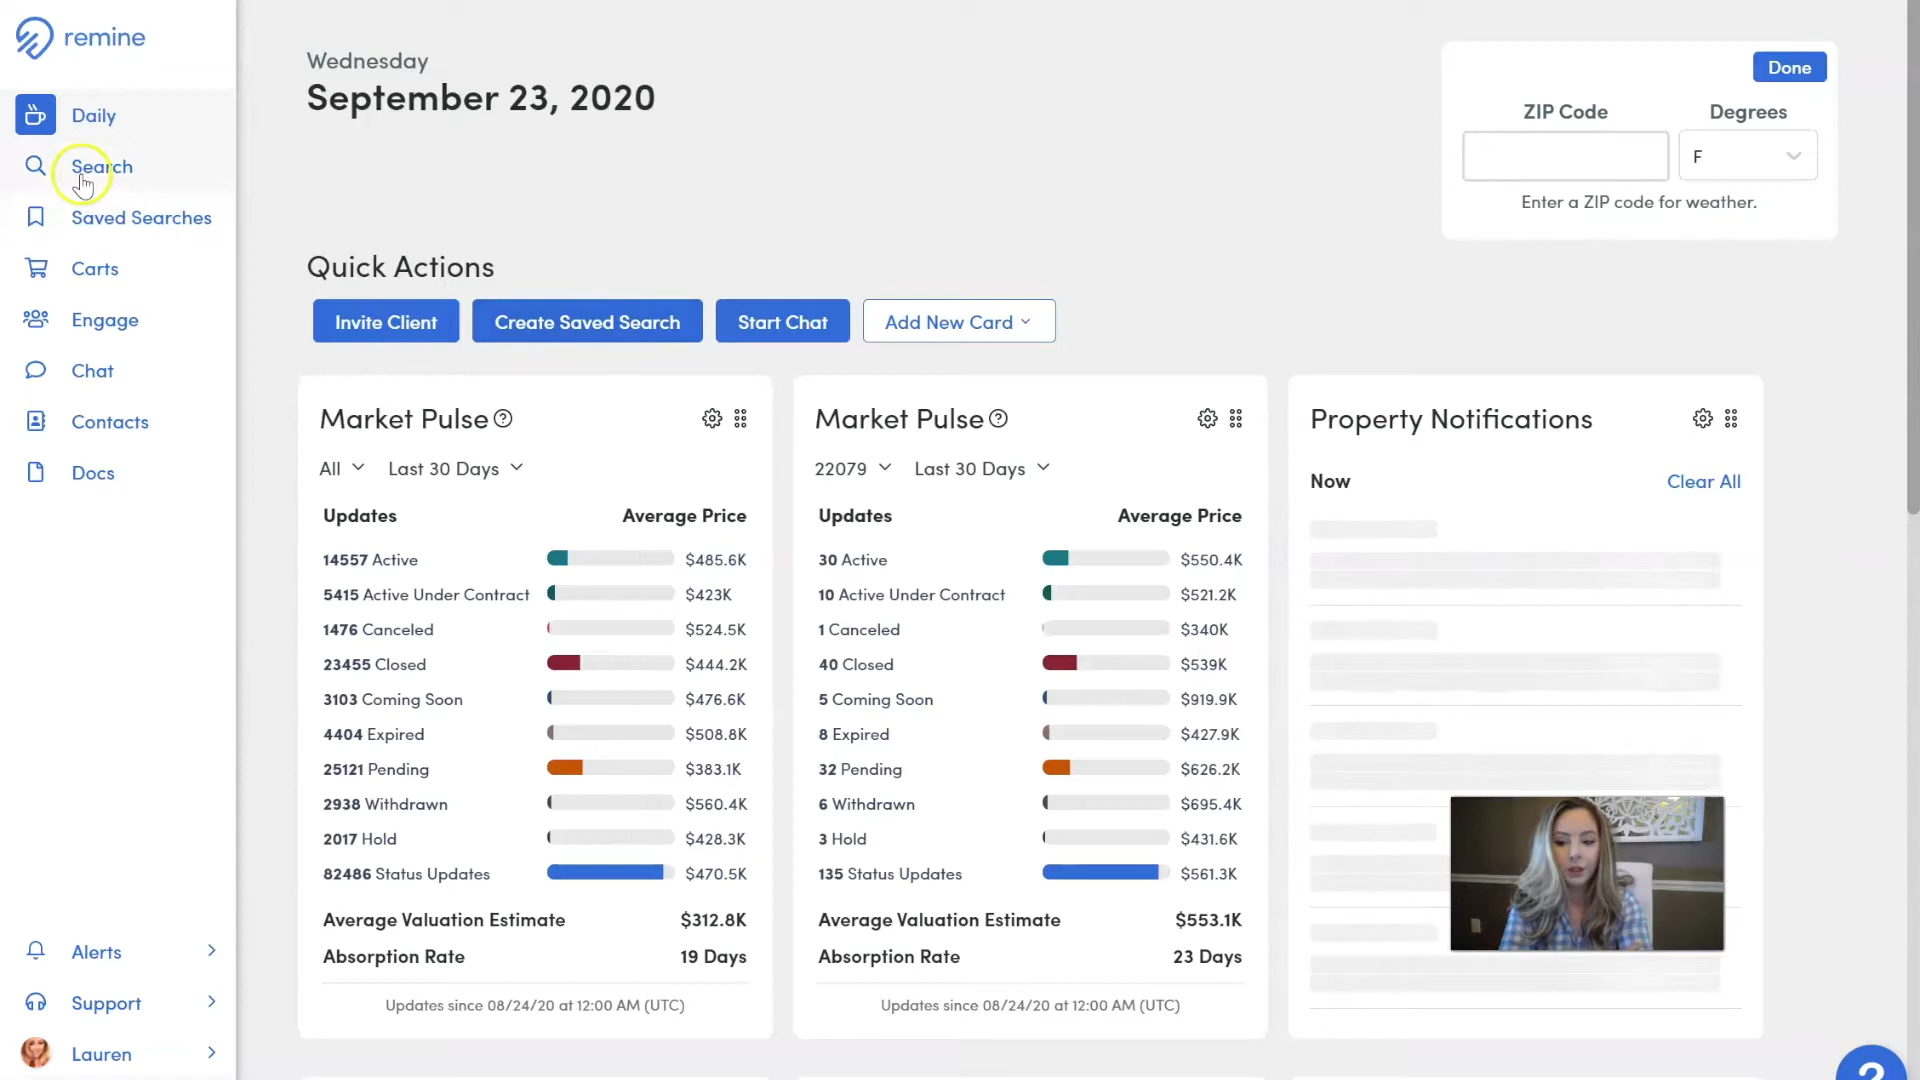 remine
Daily
Search
Saved Searches
Carts
Engage
Chat
Contacts
Docs
Alerts
Support
Lauren
Wednesday
September 23, 2020
Done
ZIP Code
Degrees
F
Enter a ZIP code for weather.
Quick Actions
Invite Client
Create Saved Search
Start Chat
Add New Card
Market Pulse ?
All
Last 30 Days
Updates Average Price
14557 Active $485.6K
5415 Active Under Contract $423K
1476 Canceled $524.5K
23455 Closed $444.2K
3103 Coming Soon $476.6K
4404 Expired $508.8K
25121 Pending $383.1K
2938 Withdrawn $560.4K
2017 Hold $428.3K
82486 Status Updates $470.5K
Average Valuation Estimate $312.8K
Absorption Rate 19 Days
Updates since 08/24/20 at 12:00 AM (UTC)
Market Pulse ?
22079
Last 30 Days
Updates Average Price
30 Active $550.4K
10 Active Under Contract $521.2K
1 Canceled $340K
40 Closed $539K
5 Coming Soon $919.9K
8 Expired $427.9K
32 Pending $626.2K
6 Withdrawn $695.4K
3 Hold $431.6K
135 Status Updates $561.3K
Average Valuation Estimate $553.1K
Absorption Rate 23 Days
Updates since 08/24/20 at 12:00 AM (UTC)
Property Notifications
Now
Clear All
?